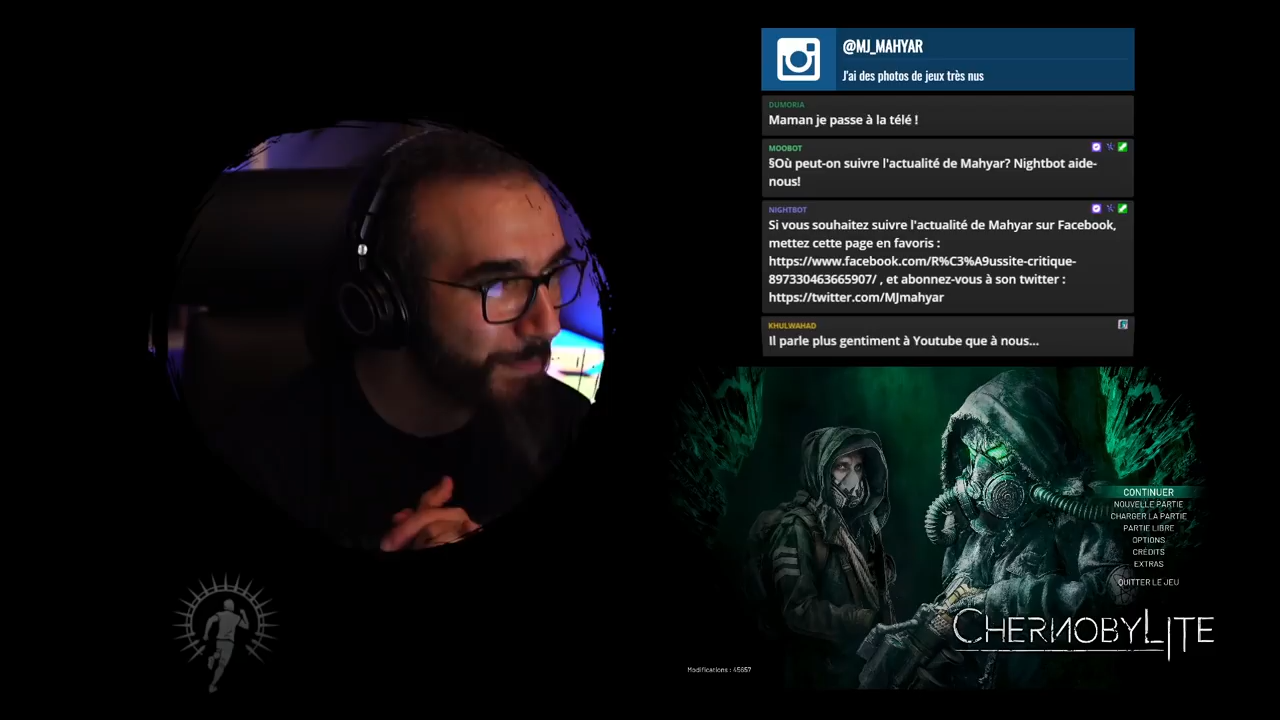 @MJ_MAHYAR
J'ai des photos de jeux très nus
DUMORIA
Maman je passe à la télé !
MOOBOT
§Où peut-on suivre l'actualité de Mahyar? Nightbot aide-
nous!
NIGHTBOT
Si vous souhaitez suivre l'actualité de Mahyar sur Facebook,
mettez cette page en favoris :
https://www.facebook.com/R%C3%A9ussite-critique-
897330463665907/ , et abonnez-vous à son twitter :
https://twitter.com/MJmahyar
KHULWAHAD
Il parle plus gentiment à Youtube que à nous...
CONTINUER
NOUVELLE PARTIE
CHARGER LA PARTIE
PARTIE LIBRE
OPTIONS
CRÉDITS
EXTRAS
QUITTER LE JEU
CHERNOBYLITE
Modifications : 45657